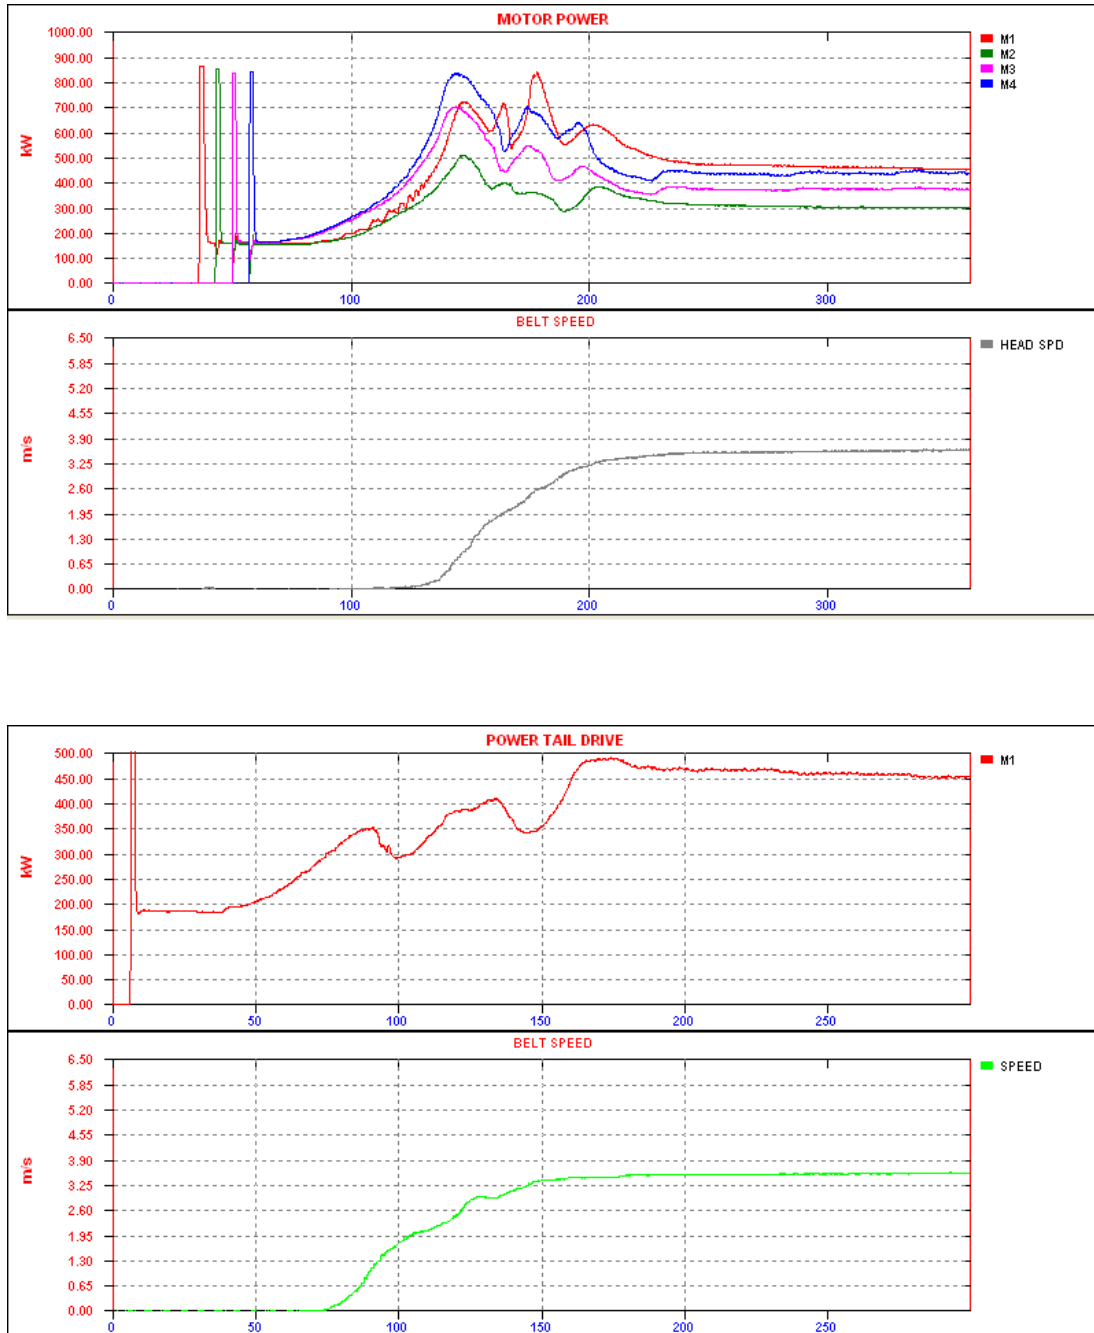 MOTOR POWER
1000.00
900.00
800.00
700.00
600.00
500.00
400.00
300.00
200.00
100.00
0.00
kW
0 100 200 300
M1
M2
M3
M4
BELT SPEED
6.50
5.85
5.20
4.55
3.90
3.25
2.60
1.95
1.30
0.65
0.00
m/s
0 100 200 300
HEAD SPD
POWER TAIL DRIVE
500.00
450.00
400.00
350.00
300.00
250.00
200.00
150.00
100.00
50.00
0.00
kW
0 50 100 150 200 250
M1
BELT SPEED
6.50
5.85
5.20
4.55
3.90
3.25
2.60
1.95
1.30
0.65
0.00
m/s
0 50 100 150 200 250
SPEED